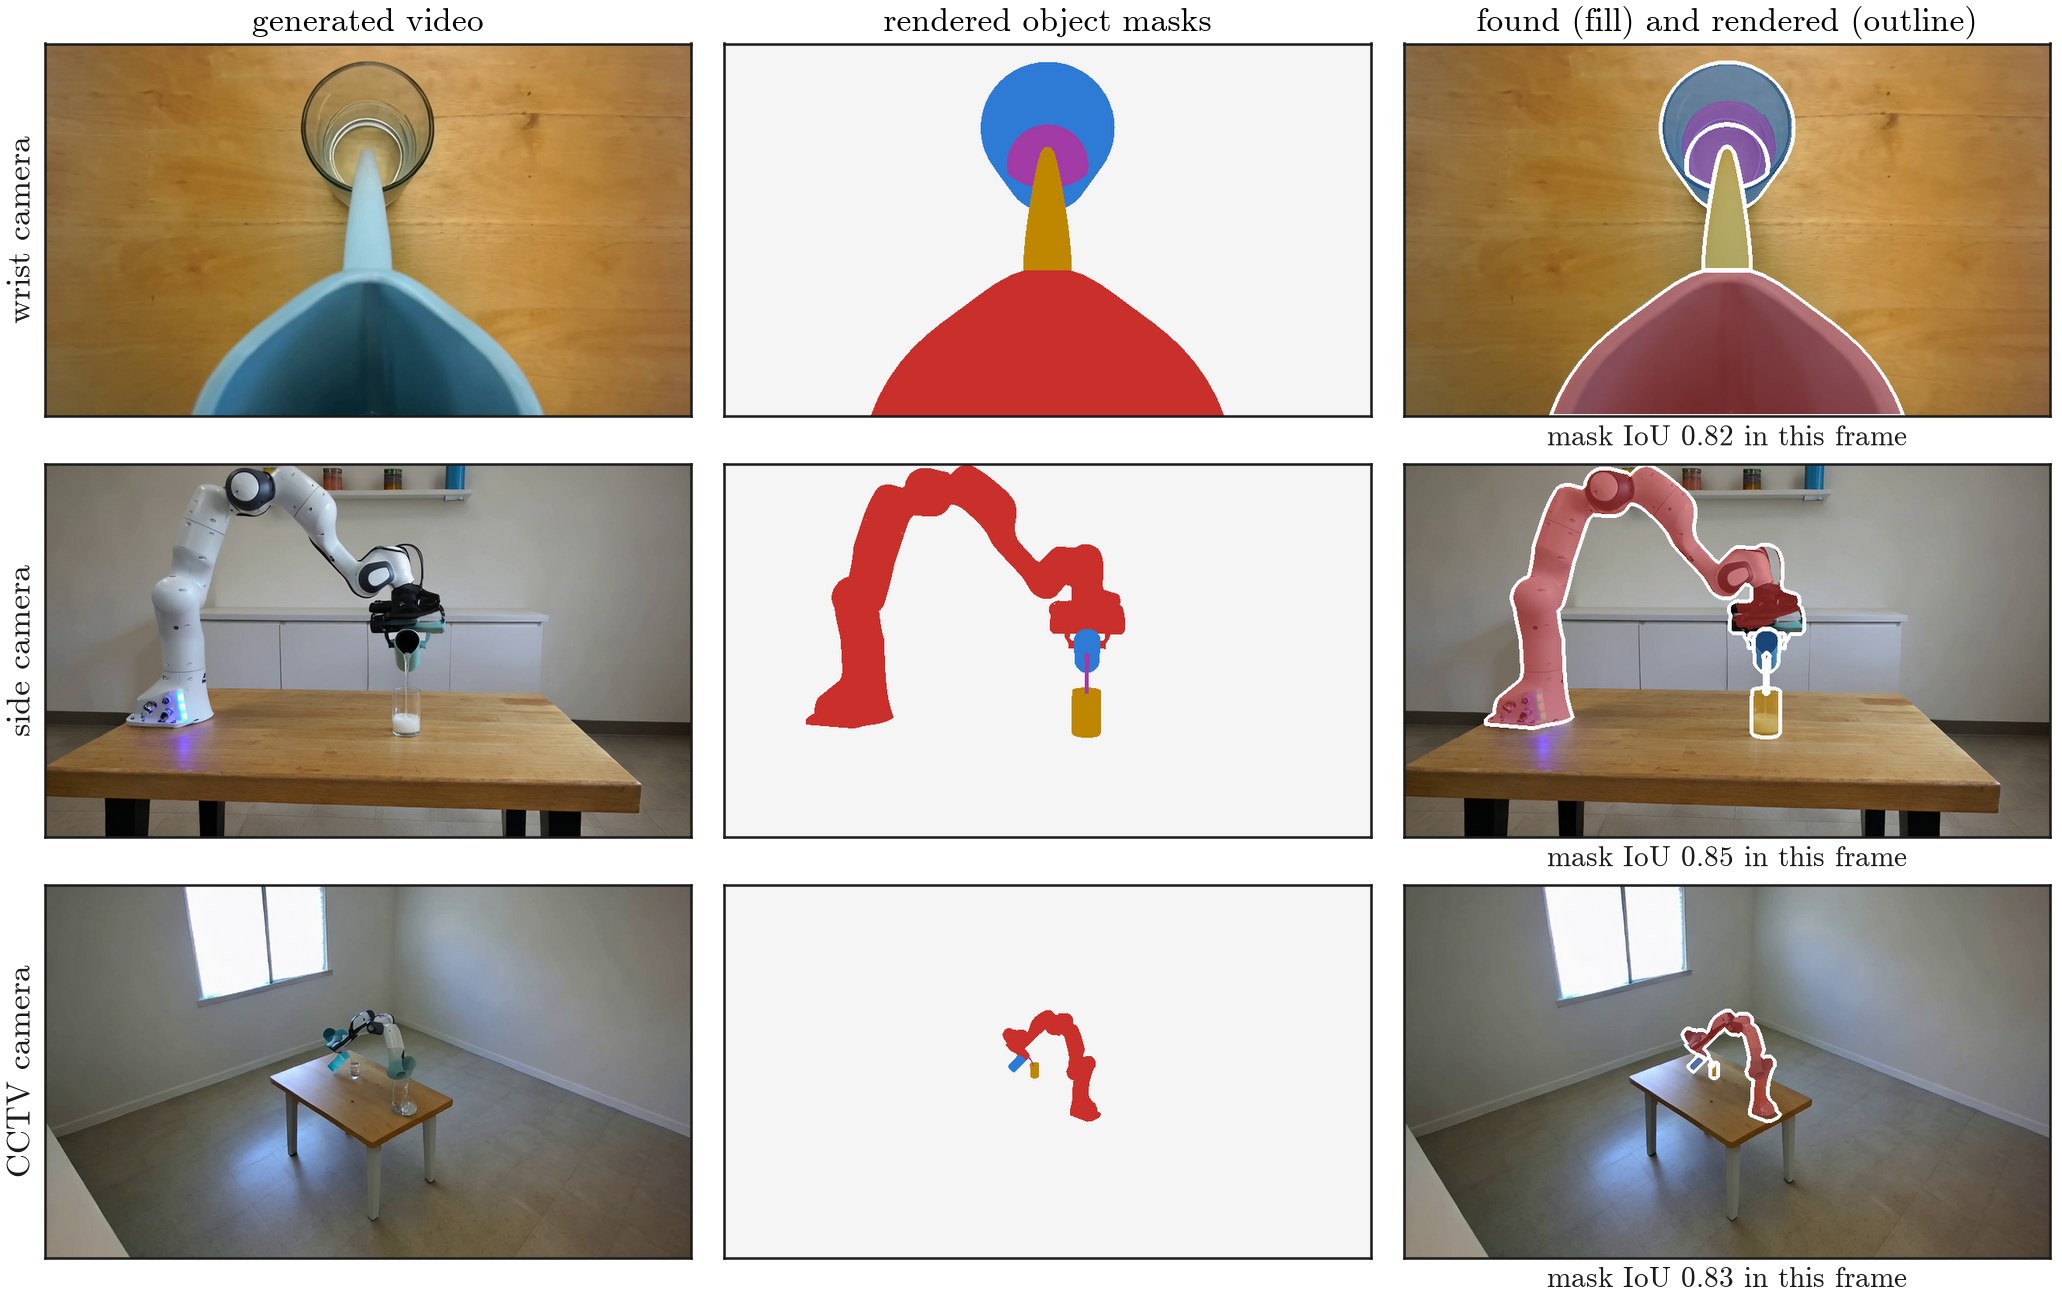 generated video
rendered object masks
found (fill) and rendered (outline)
wrist camera
mask IoU 0.82 in this frame
side camera
mask IoU 0.85 in this frame
CCTV camera
mask IoU 0.83 in this frame